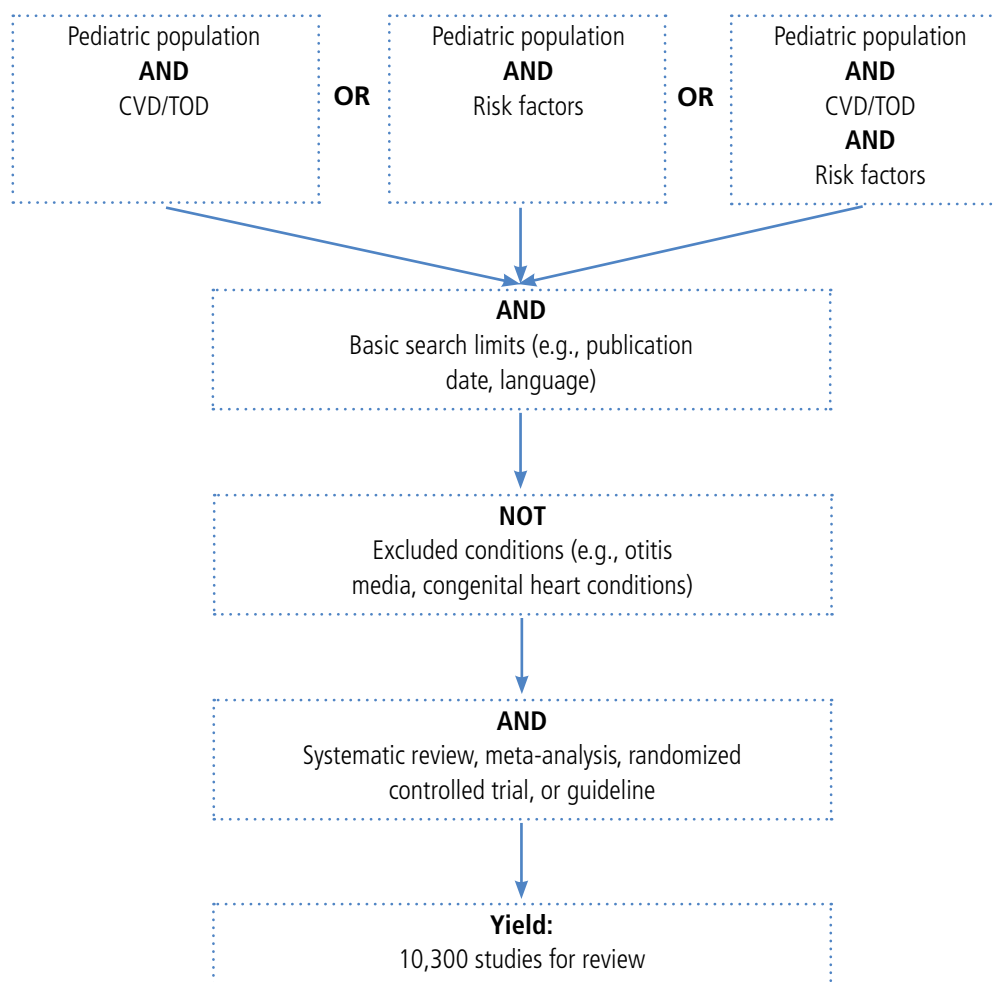 Pediatric population
AND
CVD/TOD
OR
Pediatric population
AND
Risk factors
OR
Pediatric population
AND
CVD/TOD
AND
Risk factors
AND
Basic search limits (e.g., publication
date, language)
NOT
Excluded conditions (e.g., otitis
media, congenital heart conditions)
AND
Systematic review, meta-analysis, randomized
controlled trial, or guideline
Yield:
10,300 studies for review